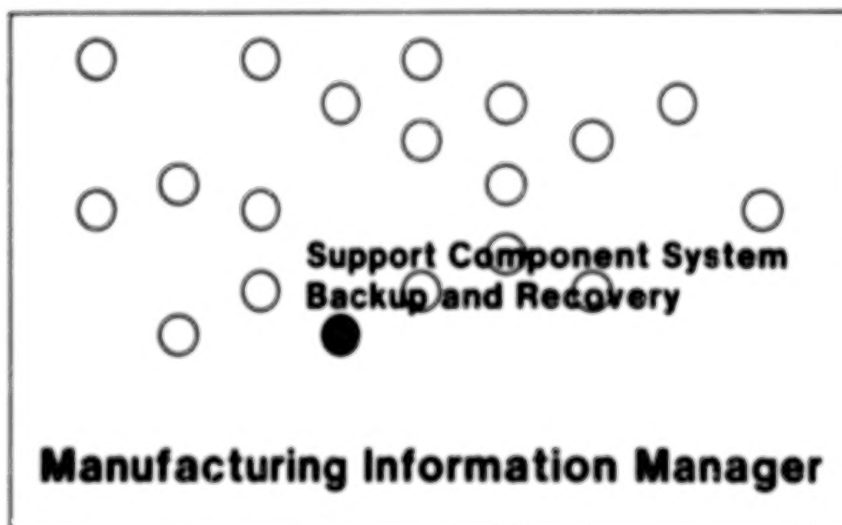 Support Component System
Backup and Recovery
Manufacturing Information Manager